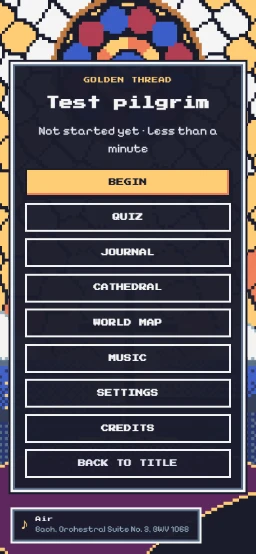 GOLDEN THREAD
Test pilgrim
Not started yet · Less than a
minute
BEGIN
QUIZ
JOURNAL
CATHEDRAL
WORLD MAP
MUSIC
SETTINGS
CREDITS
BACK TO TITLE
♪ Air
Bach, Orchestral Suite No. 3, BWV 1068